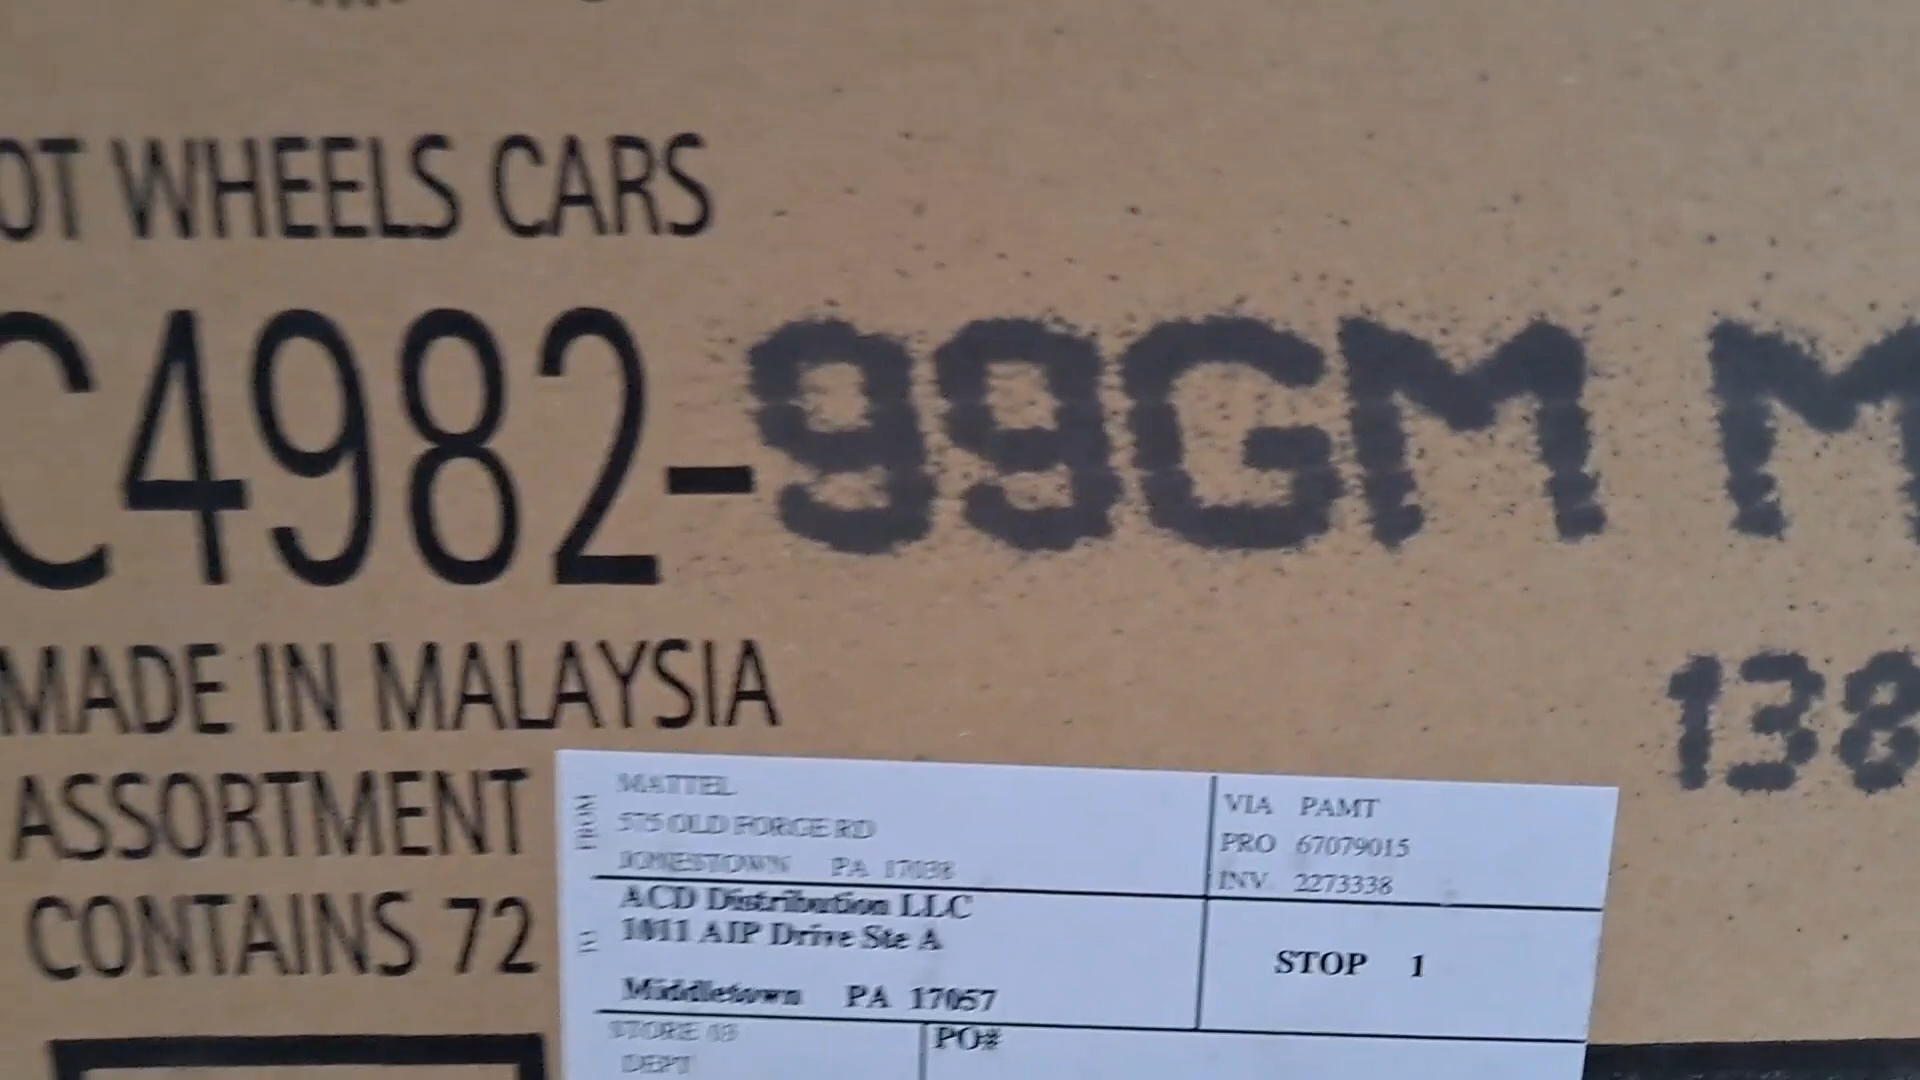 OT WHEELS CARS
C4982-99GM M
MADE IN MALAYSIA
138
ASSORTMENT
CONTAINS 72
FROM
MATTEL
575 OLD FORGE RD
JONESTOWN PA 17038
VIA PAMT
PRO 67079015
INV. 2273338
ACD Distribution LLC
1011 AIP Drive Ste A
Middletown PA 17057
STOP 1
STORE
DEPT
PO#